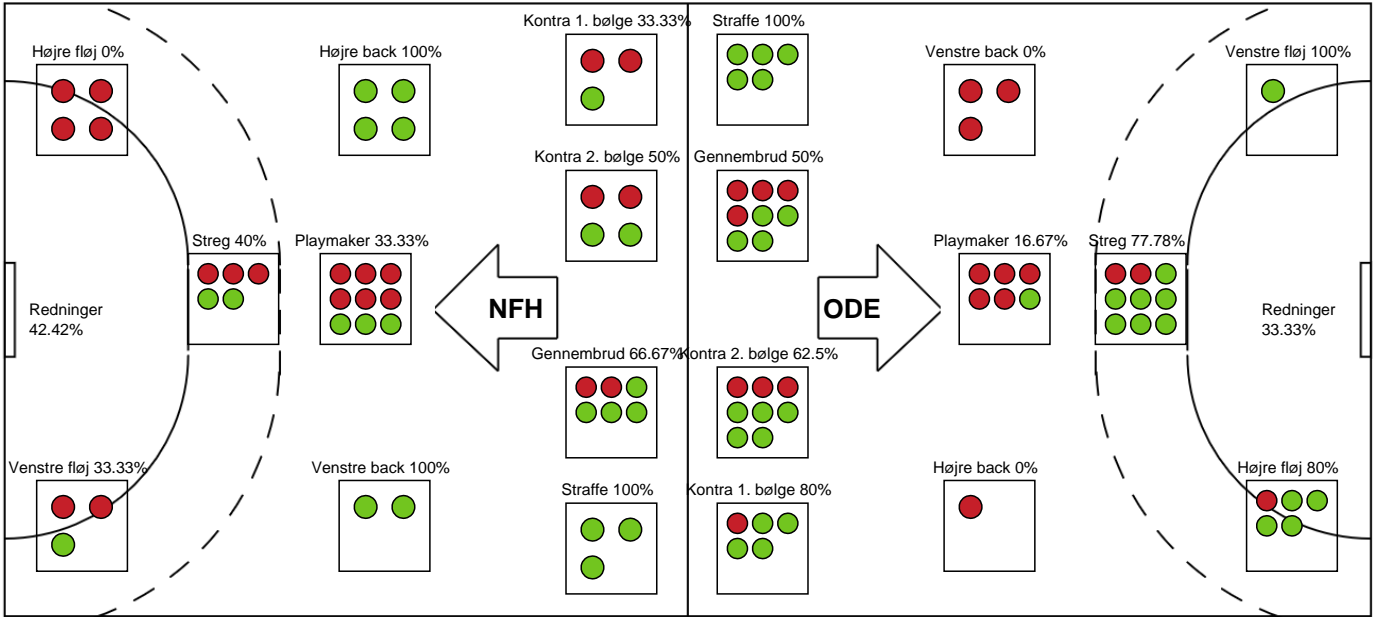 Kontra 1. bølge 33.33%
Straffe 100%
Højre fløj 0%
Højre back 100%
Venstre back 0%
Venstre fløj 100%
Kontra 2. bølge 50%
Gennembrud 50%
Streg 40%
Playmaker 33.33%
Playmaker 16.67%
Streg 77.78%
Redninger
42.42%
NFH
ODE
Redninger
33.33%
Gennembrud 66.67%
Kontra 2. bølge 62.5%
Venstre fløj 33.33%
Venstre back 100%
Straffe 100%
Kontra 1. bølge 80%
Højre back 0%
Højre fløj 80%